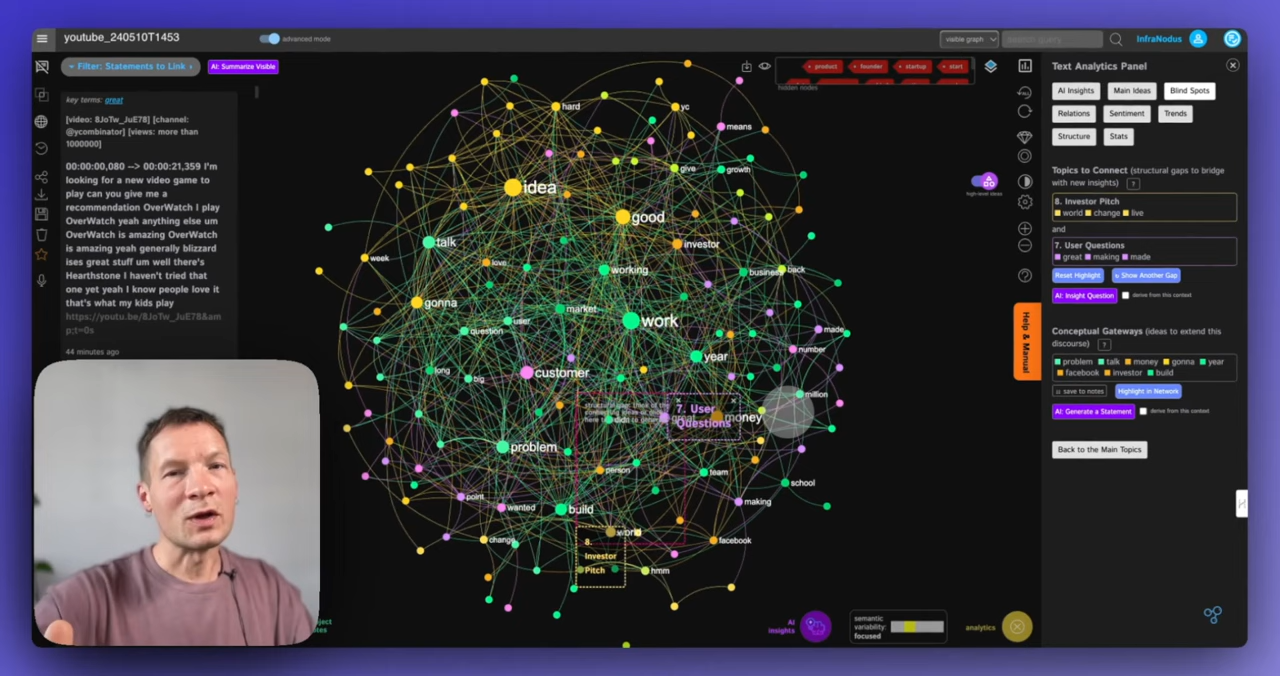 youtube_240510T1453
advanced mode
visible graph
InfraNodus
Filter: Statements to Link
AI: Summarize Visible
key terms: great
[video: 8JoTw_JuE78] [channel:
@ycombinator] [views: more than
1000000]
00:00:00,080 --> 00:00:21,359 I'm
looking for a new video game to
play can you give me a
recommendation OverWatch I play
OverWatch yeah anything else um
OverWatch is amazing OverWatch
is amazing yeah generally blizzard
ises great stuff um well there's
Hearthstone I haven't tried that
one yet yeah I know people love it
that's what my kids play
https://youtu.be/8JoTw_JuE78&am
p;t=0s
44 minutes ago
product
founder
startup
start
hidden nodes
hard
yc
means
give
growth
idea
good
talk
investor
week
love
working
business
back
gonna
market
user
question
work
made
year
number
long
big
customer
million
7. User
Questions
great
money
problem
person
team
school
point
wanted
making
build
world
change
facebook
8.
Investor
Pitch
hmm
high-level ideas
AI
insights
semantic
variability:
focused
analytics
Help & Manual
Text Analytics Panel
AI Insights
Main Ideas
Blind Spots
Relations
Sentiment
Trends
Structure
Stats
Topics to Connect (structural gaps to bridge
with new insights) ?
8. Investor Pitch
world change live
and
7. User Questions
great making made
Reset Highlight
Show Another Gap
AI: Insight Question
derive from this context
Conceptual Gateways (ideas to extend this
discourse) ?
problem talk money gonna year
facebook investor build
save to notes
Highlight in Network
AI: Generate a Statement
derive from this context
Back to the Main Topics